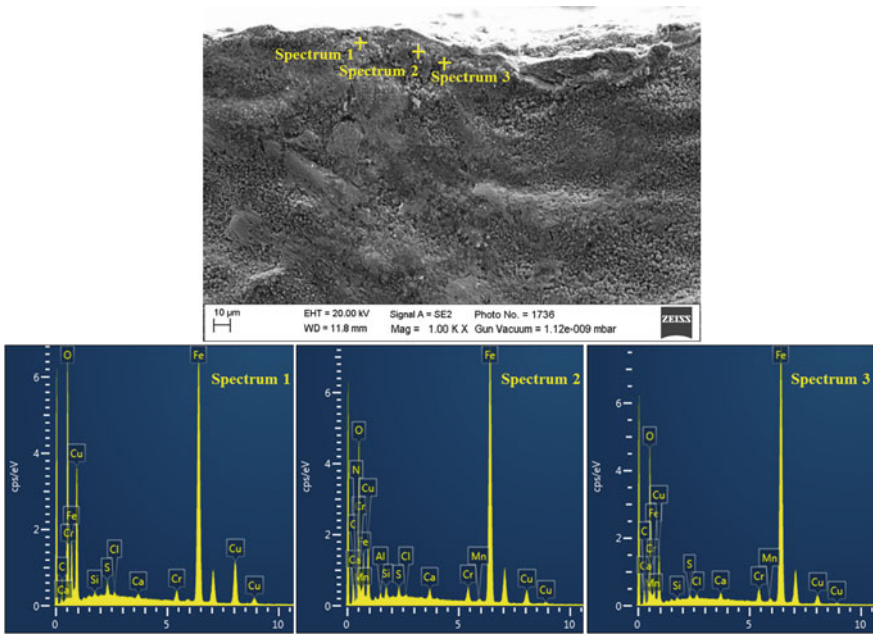 Spectrum 1
Spectrum 2
Spectrum 3
10 µm
EHT = 20.00 kV Signal A = SE2 Photo No. = 1736
WD = 11.8 mm Mag = 1.00 K X Gun Vacuum = 1.12e-009 mbar
ZEISS
Spectrum 1
cps/eV
6
4
2
0
O
Fe
Cu
Fe
Cr
C
Ca
Si
S
Cl
Ca
Cr
Cu
Cu
0 5 10
Spectrum 2
cps/eV
6
4
2
0
Fe
O
N
Cu
Cr
C
Fe
Ca
Mn
Al
Si
S
Cl
Ca
Cr
Mn
Cu
Cu
0 5 10
Spectrum 3
cps/eV
6
4
2
0
Fe
O
Cu
C
Fe
Cr
Ca
Mn
Si
S
Cl
Ca
Cr
Mn
Cu
Cu
0 5 10